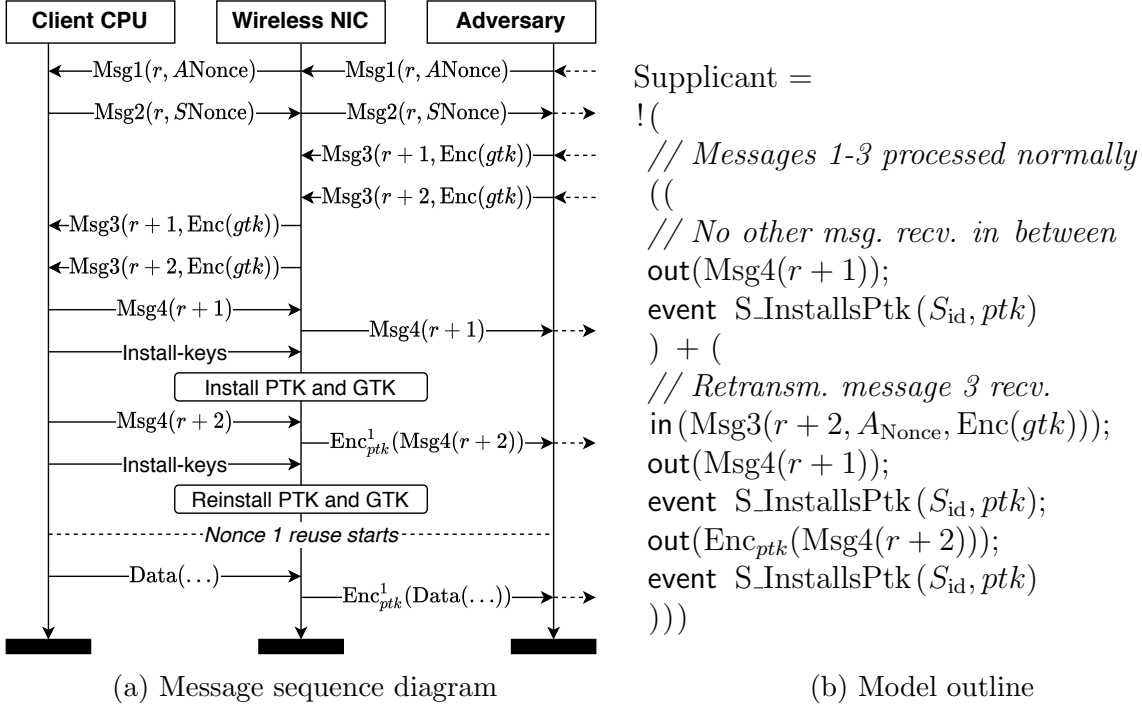 Client CPU Wireless NIC Adversary
Msg1(r, ANonce) Msg1(r, ANonce)
Msg2(r, SNonce) Msg2(r, SNonce)
Msg3(r + 1, Enc(gtk))
Msg3(r + 2, Enc(gtk))
Msg3(r + 1, Enc(gtk))
Msg3(r + 2, Enc(gtk))
Msg4(r + 1)
Msg4(r + 1)
Install-keys
Install PTK and GTK
Msg4(r + 2)
Enc¹ₚₜₖ(Msg4(r + 2))
Install-keys
Reinstall PTK and GTK
Nonce 1 reuse starts
Data(...)
Enc¹ₚₜₖ(Data(...))
(a) Message sequence diagram
Supplicant =
!(
// Messages 1-3 processed normally
((
// No other msg. recv. in between
out(Msg4(r + 1));
event S_InstallsPtk(S_id, ptk)
) + (
// Retransm. message 3 recv.
in(Msg3(r + 2, A_Nonce, Enc(gtk)));
out(Msg4(r + 1));
event S_InstallsPtk(S_id, ptk);
out(Enc_ptk(Msg4(r + 2)));
event S_InstallsPtk(S_id, ptk)
)))
(b) Model outline